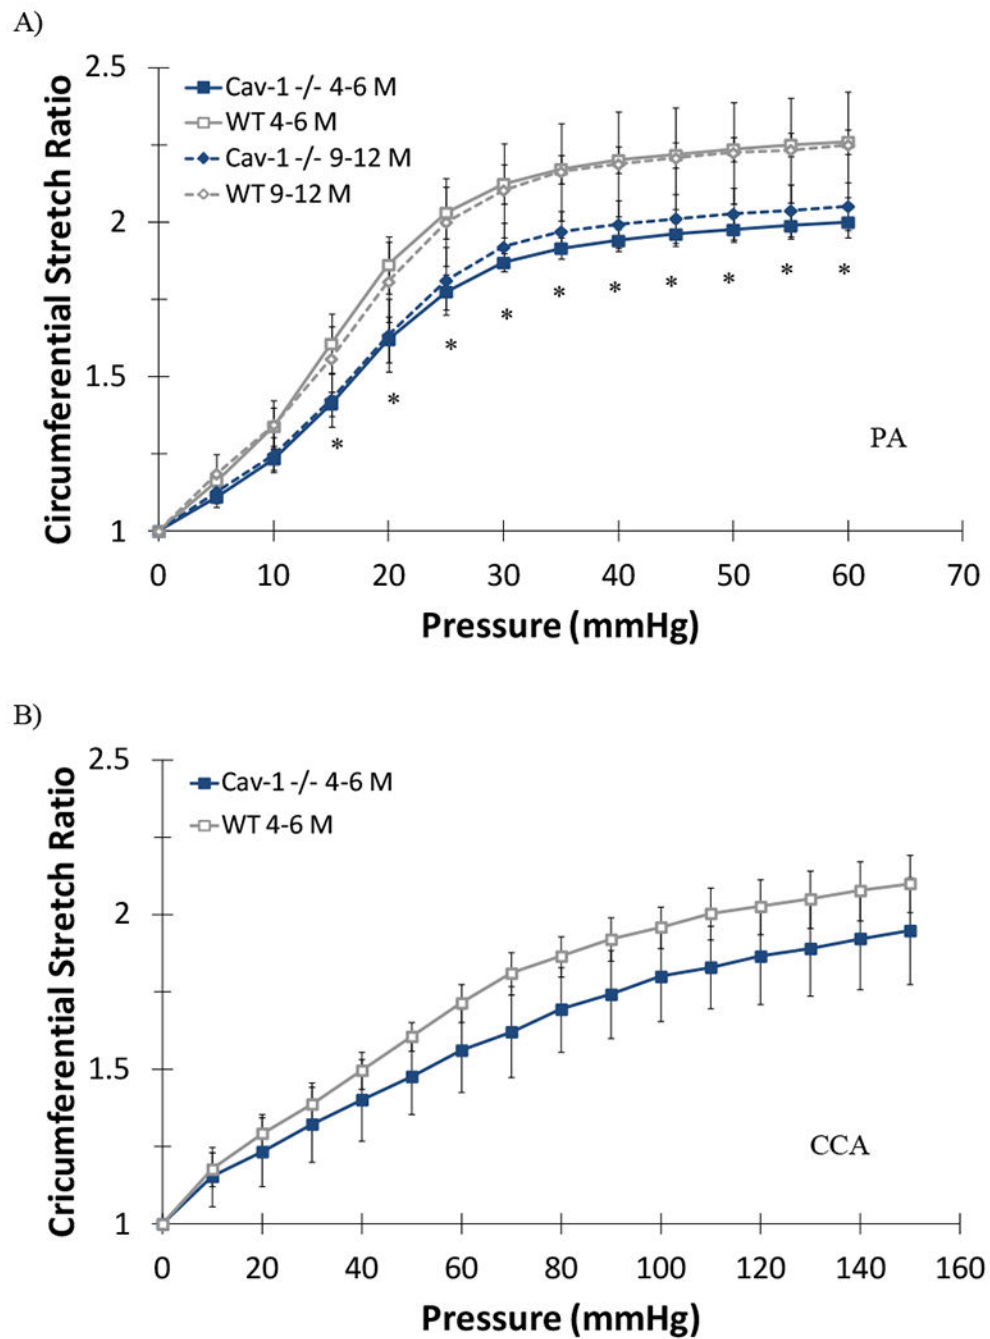 A)
2.5
Cav-1 -/- 4-6 M
WT 4-6 M
Cav-1 -/- 9-12 M
WT 9-12 M
Circumferential Stretch Ratio
2
1.5
1
* * * * * * * * * *
PA
0 10 20 30 40 50 60 70
Pressure (mmHg)
B)
2.5
Cav-1 -/- 4-6 M
WT 4-6 M
Cricumferential Stretch Ratio
2
1.5
1
CCA
0 20 40 60 80 100 120 140 160
Pressure (mmHg)